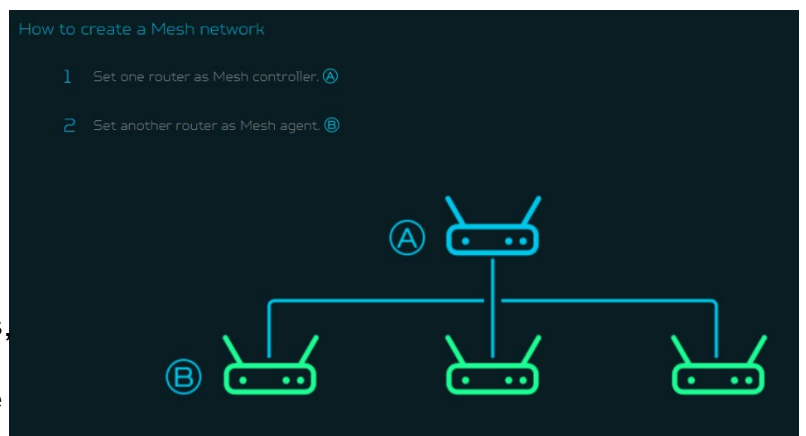 How to create a Mesh network
1 Set one router as Mesh controller. Ⓐ
2 Set another router as Mesh agent. Ⓑ
Ⓐ
Ⓑ